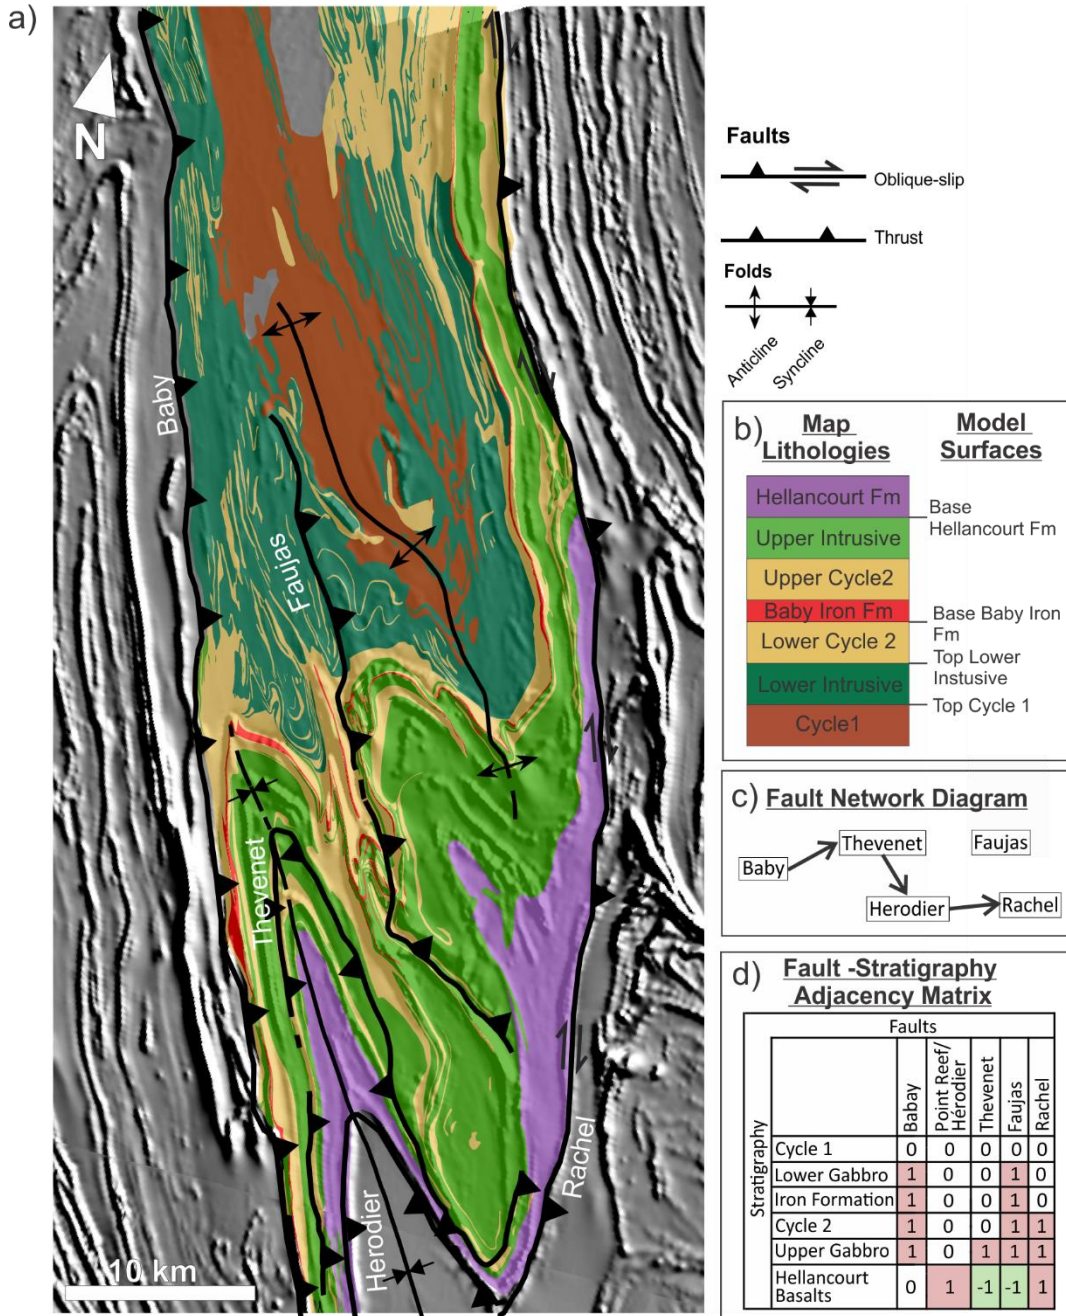 a)
N
Baby
Faujas
Thevenet
Herodier
Rachel
10 km
Faults
Oblique-slip
Thrust
Folds
Anticline
Syncline
b)
Map
Lithologies
Model
Surfaces
Hellancourt Fm
Upper Intrusive
Upper Cycle2
Baby Iron Fm
Lower Cycle 2
Lower Intrusive
Cycle1
Base
Hellancourt Fm
Base Baby Iron
Fm
Top Lower
Instusive
Top Cycle 1
c) Fault Network Diagram
Baby
Thevenet
Faujas
Herodier
Rachel
d) Fault -Stratigraphy
Adjacency Matrix
Faults
Stratigraphy
Babay
Point Reef/
Hérodier
Thevenet
Faujas
Rachel
Cycle 1 0 0 0 0 0
Lower Gabbro 1 0 0 1 0
Iron Formation 1 0 0 1 0
Cycle 2 1 0 0 1 1
Upper Gabbro 1 0 1 1 1
Hellancourt
Basalts 0 1 -1 -1 1